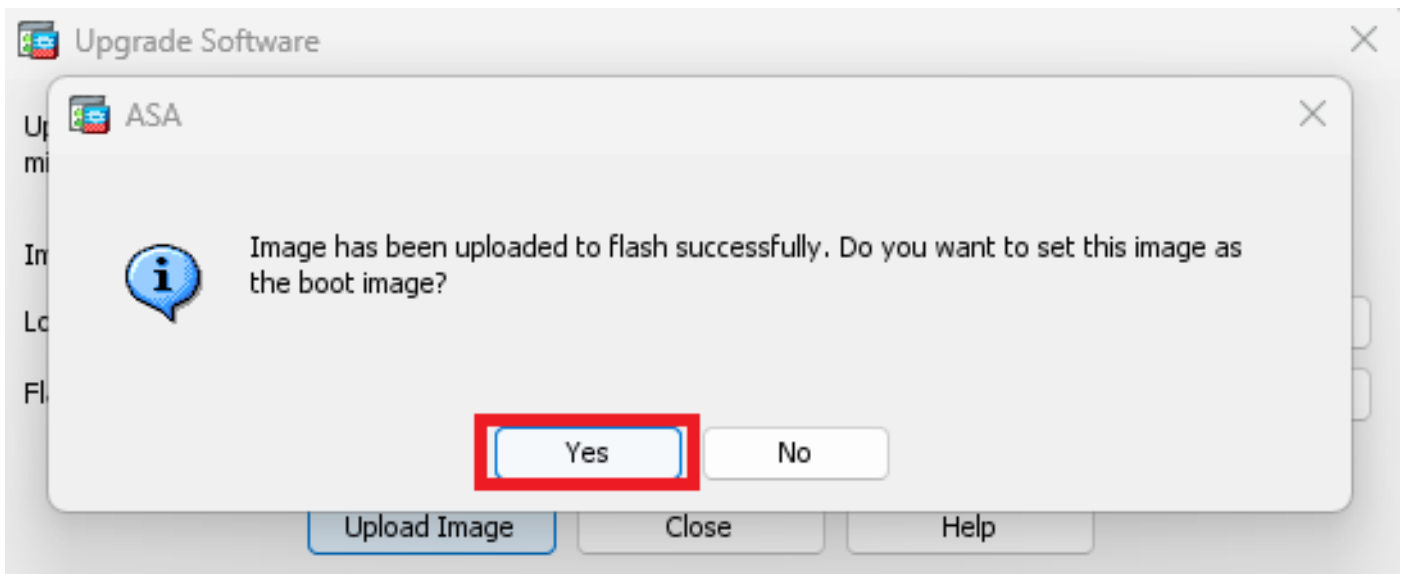 Upgrade Software
ASA
Image has been uploaded to flash successfully. Do you want to set this image as
the boot image?
Yes No
Upload Image Close Help